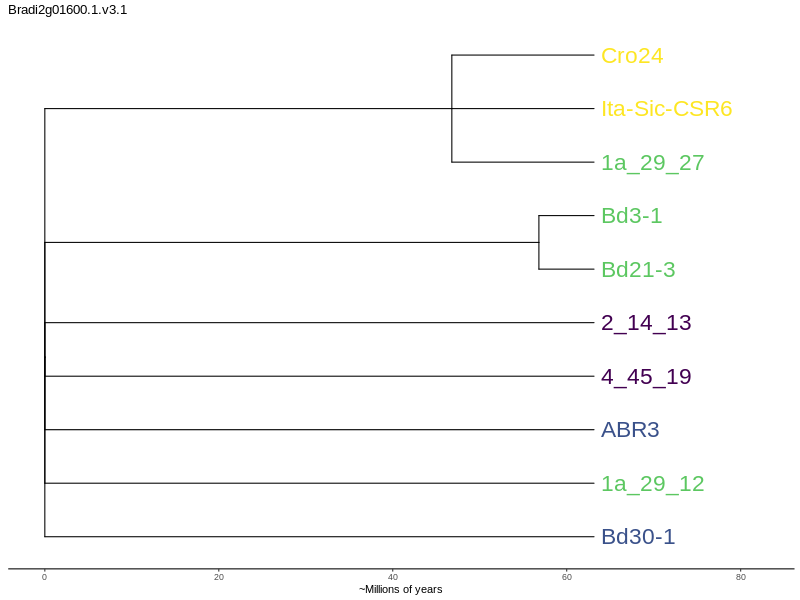 Bradi2g01600.1.v3.1
Cro24
Ita-Sic-CSR6
1a_29_27
Bd3-1
Bd21-3
2_14_13
4_45_19
ABR3
1a_29_12
Bd30-1
0 20 40 60 80
~Millions of years